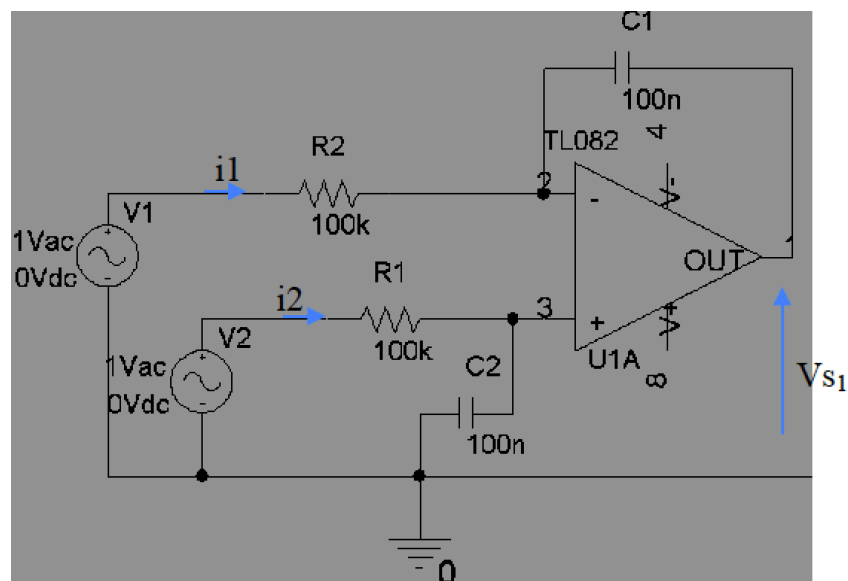 C1
100n
TL082
4
V-
R2
i1
2
-
100k
V1
1Vac
0Vdc
1
OUT
R1
i2
3
+
100k
V+
U1A
8
V2
1Vac
0Vdc
C2
100n
Vs1
0